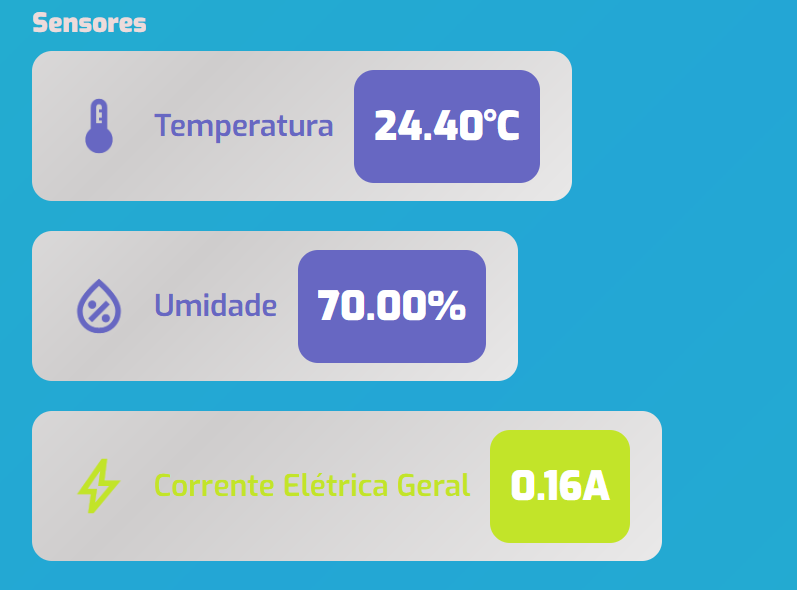 Sensores
Temperatura 24.40°C
Umidade 70.00%
Corrente Elétrica Geral 0.16A